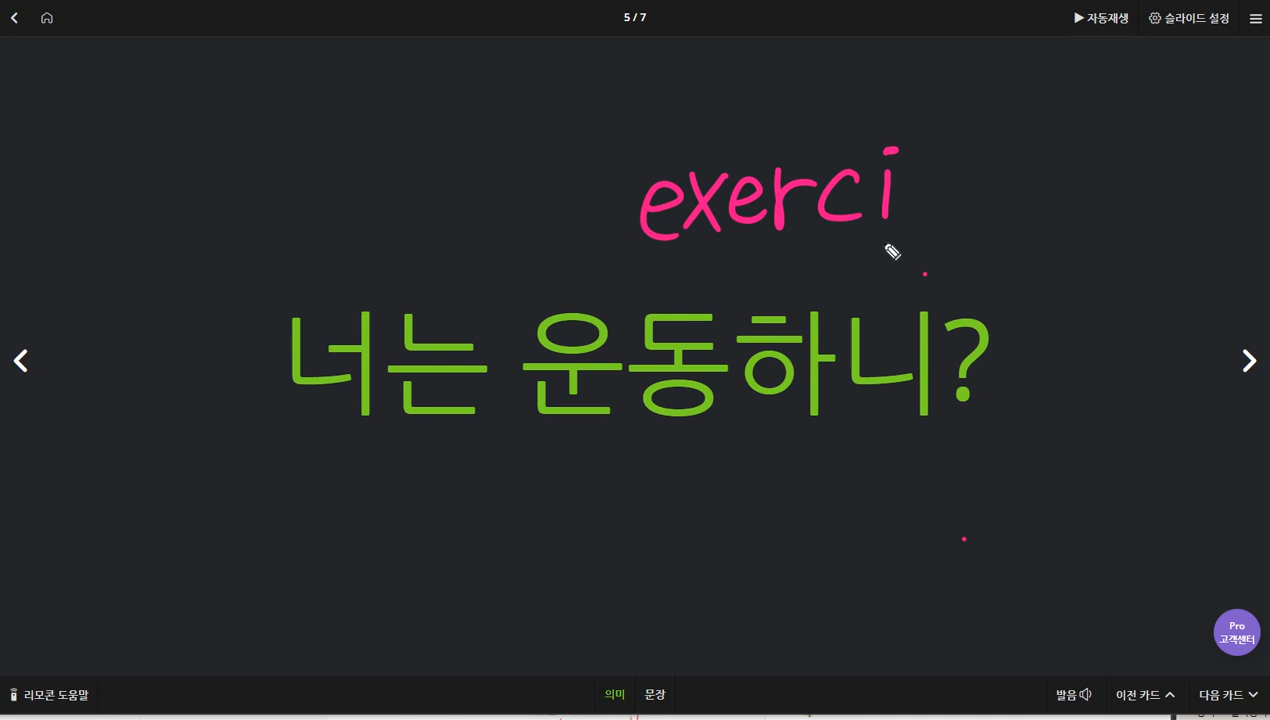 5 / 7
자동재생
슬라이드 설정
exerci
너는 운동하니?
Pro
고객센터
리모콘 도움말
의미
문장
발음
이전 카드
다음 카드